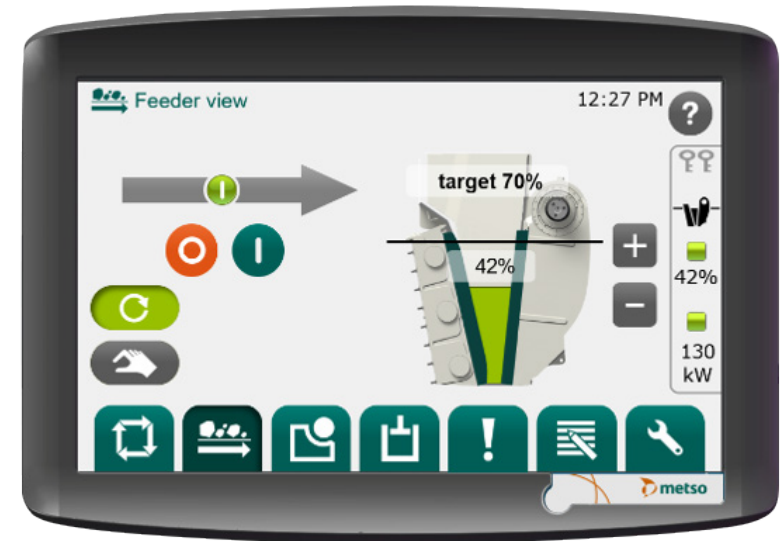 Feeder view
12:27 PM
?
target 70%
42%
+
-
42%
130
kW
!
metso